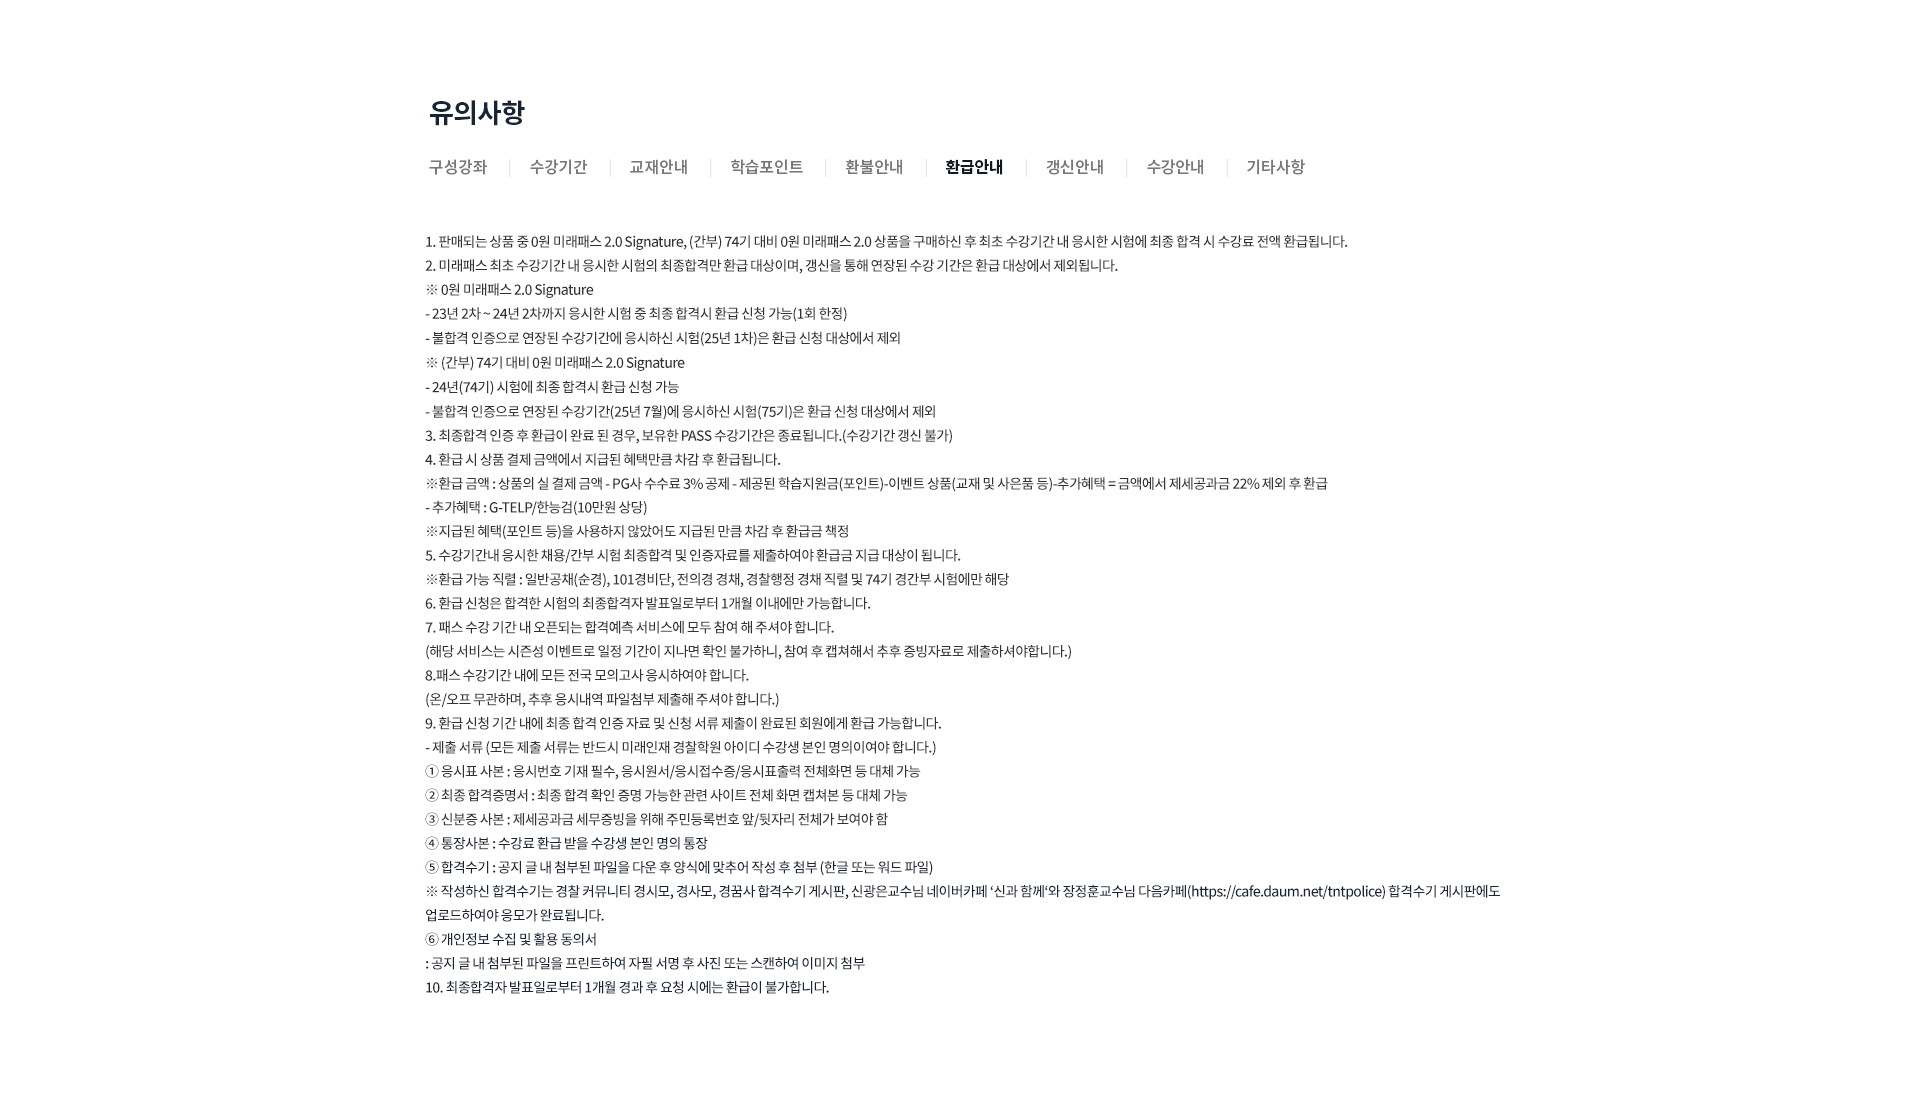 유의사항
구성강좌 | 수강기간 | 교재안내 | 학습포인트 | 환불안내 | 환급안내 | 갱신안내 | 수강안내 | 기타사항
1. 판매되는 상품 중 0원 미래패스 2.0 Signature, (간부) 74기 대비 0원 미래패스 2.0 상품을 구매하신 후 최초 수강기간 내 응시한 시험에 최종 합격 시 수강료 전액 환급됩니다.
2. 미래패스 최초 수강기간 내 응시한 시험의 최종합격만 환급 대상이며, 갱신을 통해 연장된 수강 기간은 환급 대상에서 제외됩니다.
※ 0원 미래패스 2.0 Signature
- 23년 2차 ~ 24년 2차까지 응시한 시험 중 최종 합격시 환급 신청 가능(1회 한정)
- 불합격 인증으로 연장된 수강기간에 응시하신 시험(25년 1차)은 환급 신청 대상에서 제외
※ (간부) 74기 대비 0원 미래패스 2.0 Signature
- 24년(74기) 시험에 최종 합격시 환급 신청 가능
- 불합격 인증으로 연장된 수강기간(25년 7월)에 응시하신 시험(75기)은 환급 신청 대상에서 제외
3. 최종합격 인증 후 환급이 완료 된 경우, 보유한 PASS 수강기간은 종료됩니다.(수강기간 갱신 불가)
4. 환급 시 상품 결제 금액에서 지급된 혜택만큼 차감 후 환급됩니다.
※환급 금액 : 상품의 실 결제 금액 - PG사 수수료 3% 공제 - 제공된 학습지원금(포인트)-이벤트 상품(교재 및 사은품 등)-추가혜택 = 금액에서 제세공과금 22% 제외 후 환급
- 추가혜택 : G-TELP/한능검(10만원 상당)
※지급된 혜택(포인트 등)을 사용하지 않았어도 지급된 만큼 차감 후 환급금 책정
5. 수강기간내 응시한 채용/간부 시험 최종합격 및 인증자료를 제출하여야 환급금 지급 대상이 됩니다.
※환급 가능 직렬 : 일반공채(순경), 101경비단, 전의경 경채, 경찰행정 경채 직렬 및 74기 경간부 시험에만 해당
6. 환급 신청은 합격한 시험의 최종합격자 발표일로부터 1개월 이내에만 가능합니다.
7. 패스 수강 기간 내 오픈되는 합격예측 서비스에 모두 참여 해 주셔야 합니다.
(해당 서비스는 시즌성 이벤트로 일정 기간이 지나면 확인 불가하니, 참여 후 캡쳐해서 추후 증빙자료로 제출하셔야합니다.)
8.패스 수강기간 내에 모든 전국 모의고사 응시하여야 합니다.
(온/오프 무관하며, 추후 응시내역 파일첨부 제출해 주셔야 합니다.)
9. 환급 신청 기간 내에 최종 합격 인증 자료 및 신청 서류 제출이 완료된 회원에게 환급 가능합니다.
- 제출 서류 (모든 제출 서류는 반드시 미래인재 경찰학원 아이디 수강생 본인 명의이여야 합니다.)
① 응시표 사본 : 응시번호 기재 필수, 응시원서/응시접수증/응시표출력 전체화면 등 대체 가능
② 최종 합격증명서 : 최종 합격 확인 증명 가능한 관련 사이트 전체 화면 캡쳐본 등 대체 가능
③ 신분증 사본 : 제세공과금 세무증빙을 위해 주민등록번호 앞/뒷자리 전체가 보여야 함
④ 통장사본 : 수강료 환급 받을 수강생 본인 명의 통장
⑤ 합격수기 : 공지 글 내 첨부된 파일을 다운 후 양식에 맞추어 작성 후 첨부 (한글 또는 워드 파일)
※ 작성하신 합격수기는 경찰 커뮤니티 경시모, 경사모, 경꿈사 합격수기 게시판, 신광은교수님 네이버카페 ‘신과 함께‘와 장정훈교수님 다음카페(https://cafe.daum.net/tntpolice) 합격수기 게시판에도
업로드하여야 응모가 완료됩니다.
⑥ 개인정보 수집 및 활용 동의서
: 공지 글 내 첨부된 파일을 프린트하여 자필 서명 후 사진 또는 스캔하여 이미지 첨부
10. 최종합격자 발표일로부터 1개월 경과 후 요청 시에는 환급이 불가합니다.